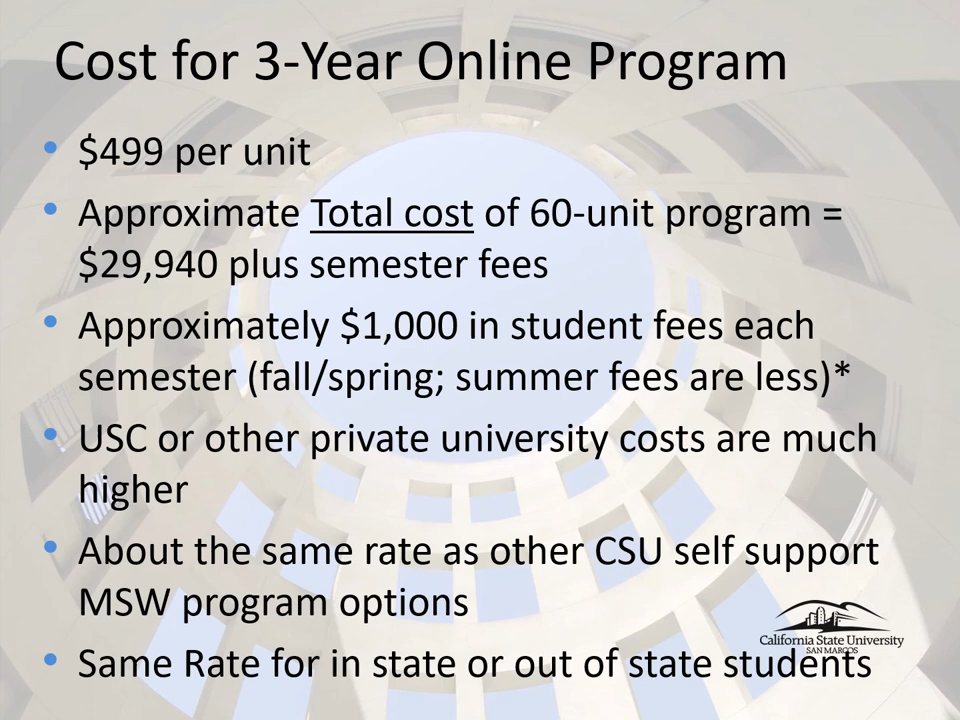 Cost for 3-Year Online Program
• $499 per unit
• Approximate Total cost of 60-unit program =
$29,940 plus semester fees
• Approximately $1,000 in student fees each
semester (fall/spring; summer fees are less)*
• USC or other private university costs are much
higher
• About the same rate as other CSU self support
MSW program options
• Same Rate for in state or out of state students
California State University
SAN MARCOS